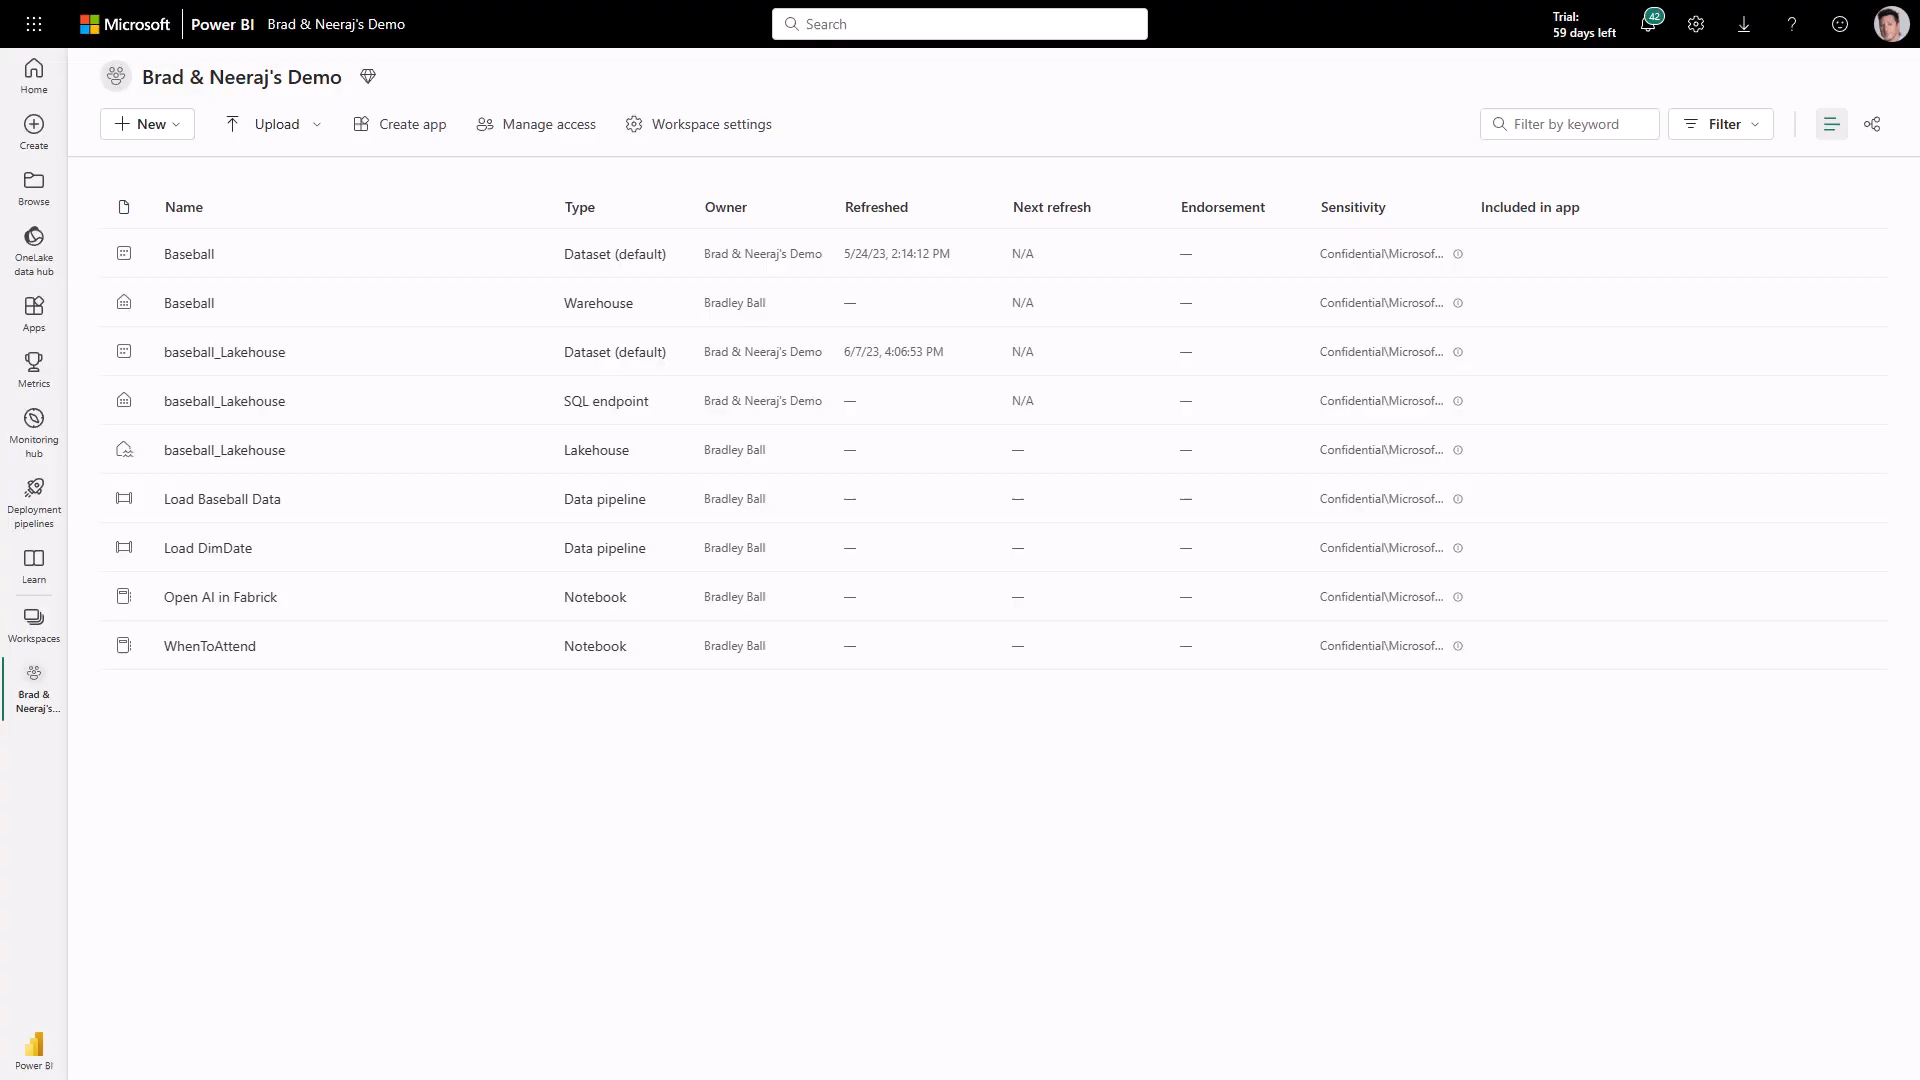 Microsoft Power BI Brad & Neeraj's Demo Search Trial: 59 days left 42
Home
Create
Browse
OneLake
data hub
Apps
Metrics
Monitoring
hub
Deployment
pipelines
Learn
Workspaces
Brad &
Neeraj's...
Power BI
Brad & Neeraj's Demo
New Upload Create app Manage access Workspace settings Filter by keyword Filter
Name Type Owner Refreshed Next refresh Endorsement Sensitivity Included in app
Baseball Dataset (default) Brad & Neeraj's Demo 5/24/23, 2:14:12 PM N/A — Confidential\Microsof...
Baseball Warehouse Bradley Ball — N/A — Confidential\Microsof...
baseball_Lakehouse Dataset (default) Brad & Neeraj's Demo 6/7/23, 4:06:53 PM N/A — Confidential\Microsof...
baseball_Lakehouse SQL endpoint Brad & Neeraj's Demo — N/A — Confidential\Microsof...
baseball_Lakehouse Lakehouse Bradley Ball — — — Confidential\Microsof...
Load Baseball Data Data pipeline Bradley Ball — — — Confidential\Microsof...
Load DimDate Data pipeline Bradley Ball — — — Confidential\Microsof...
Open AI in Fabrick Notebook Bradley Ball — — — Confidential\Microsof...
WhenToAttend Notebook Bradley Ball — — — Confidential\Microsof...